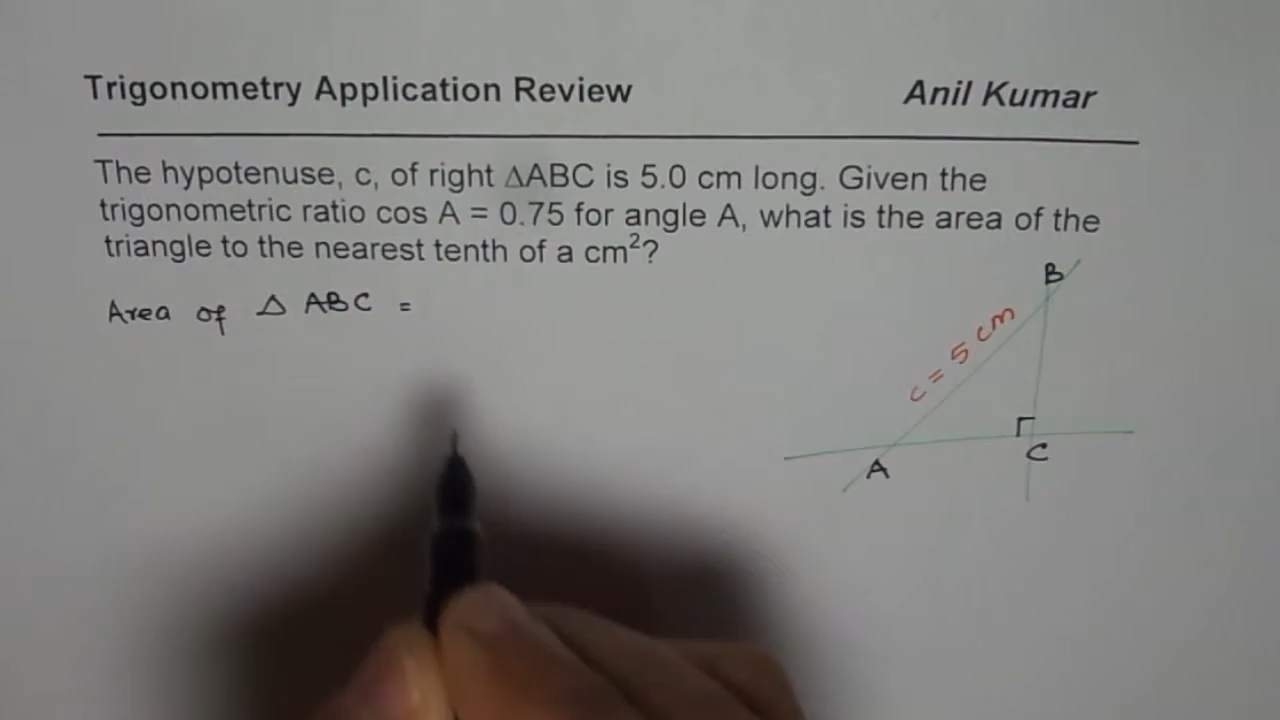 Trigonometry Application Review Anil Kumar
The hypotenuse, c, of right △ABC is 5.0 cm long. Given the
trigonometric ratio cos A = 0.75 for angle A, what is the area of the
triangle to the nearest tenth of a cm²?
Area of △ ABC =
B
c = 5 cm
A
C